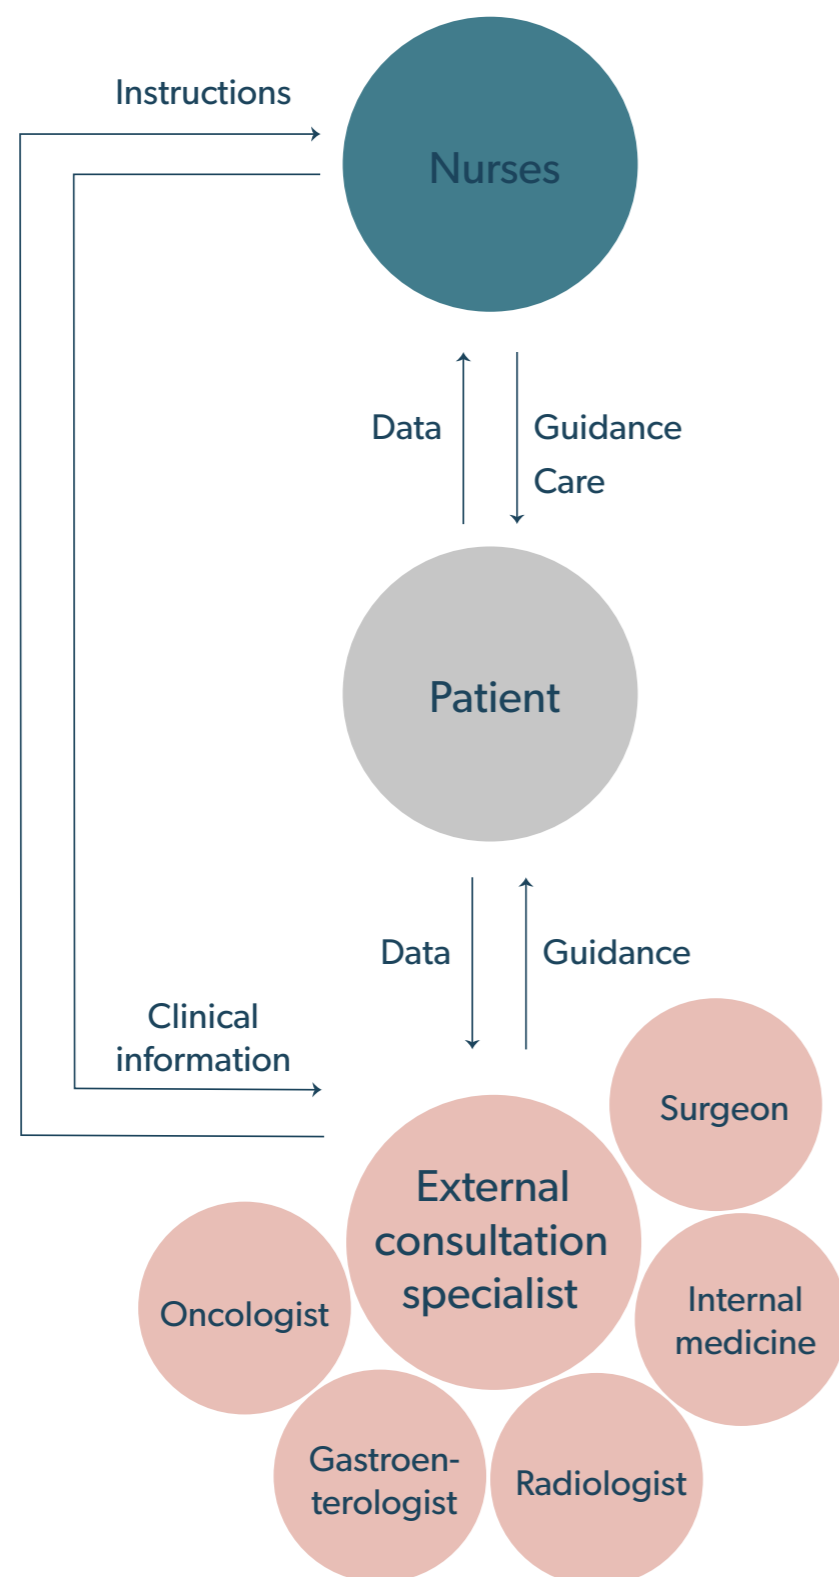 Instructions
Nurses
Data
Guidance
Care
Patient
Data
Guidance
Clinical
information
Surgeon
External
consultation
specialist
Internal
medicine
Oncologist
Gastroen-
terologist
Radiologist